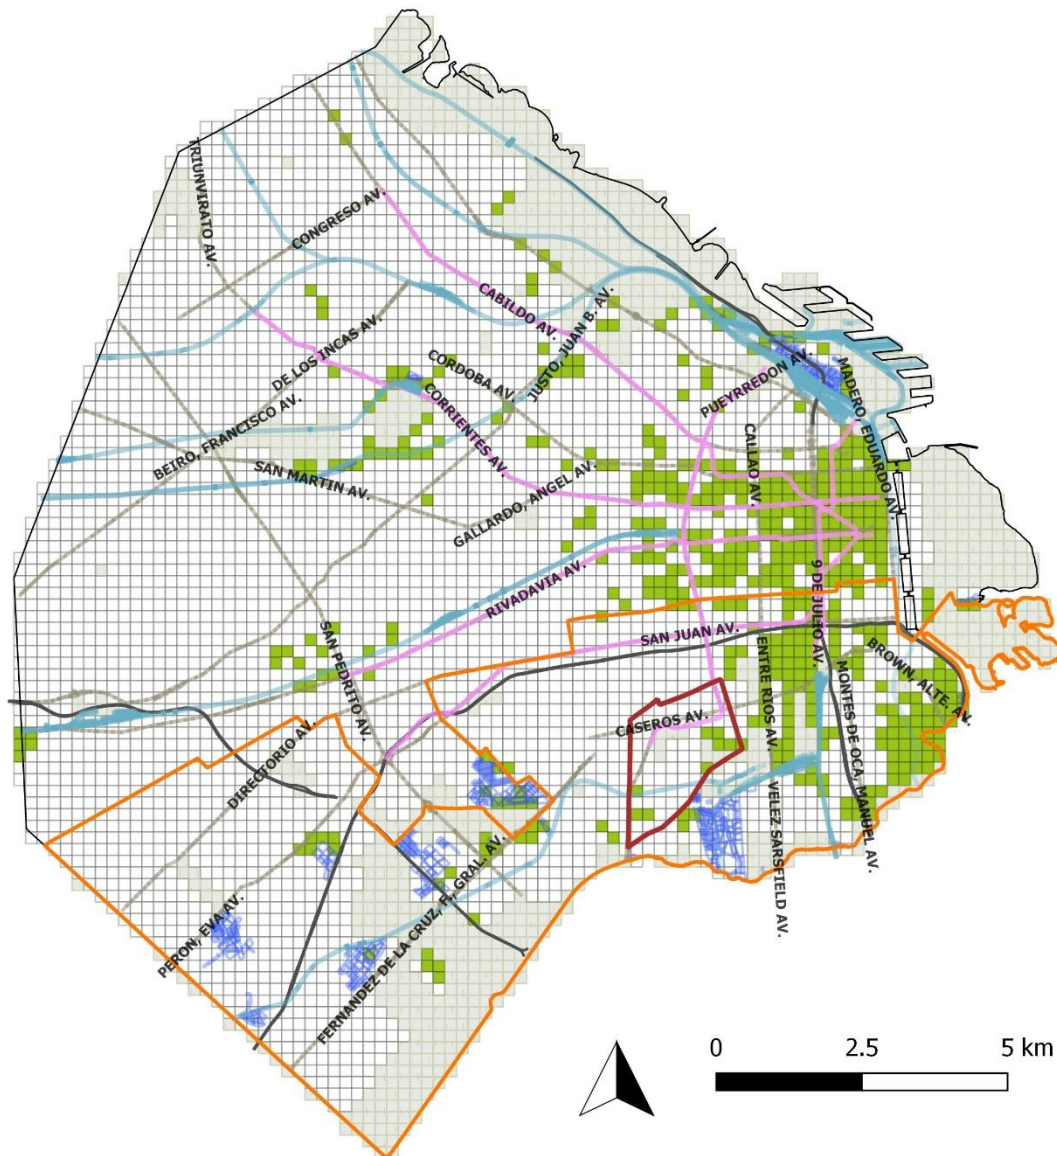 TRIUNVIRATO AV.
CONGRESO AV.
CABILDO AV.
DE LOS INCAS AV.
JUSTO, JUAN B. AV.
CORDOBA AV.
PUEYRREDON AV.
MADERO, EDUARDO AV.
BEIRO, FRANCISCO AV.
CORRIENTES AV.
CALLAO AV.
SAN MARTIN AV.
GALLARDO, ANGEL AV.
RIVADAVIA AV.
9 DE JULIO AV.
SAN JUAN AV.
SAN PEDRITO AV.
ENTRE RIOS AV.
BROWN, ALTE. AV.
MONTES DE OCA, MANUEL AV.
CASEROS AV.
DIRECTORIO AV.
VELEZ SARSFIELD AV.
PERON, EVA AV.
FERNANDEZ DE LA CRUZ, F., GRAL. AV.
0 2.5 5 km